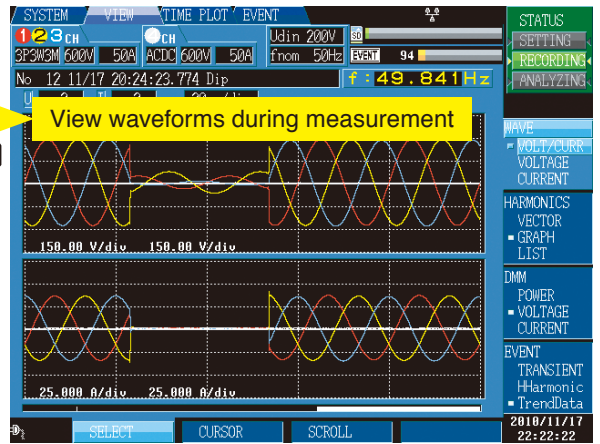 SYSTEM VIEW TIME PLOT EVENT
STATUS
1 2 3 CH CH Udin 200V SD
SETTING
3P3W3M 600V 50A ACDC 600V 50A fnom 50Hz EVENT 94
RECORDING
No 12 11/17 20:24:23.774 Dip f:49.841Hz
ANALYZING
View waveforms during measurement
WAVE
VOLT/CURR
VOLTAGE
CURRENT
HARMONICS
VECTOR
GRAPH
LIST
150.00 V/div 150.00 V/div
DMM
POWER
VOLTAGE
CURRENT
EVENT
TRANSIENT
HHarmonic
TrendData
25.000 A/div 25.000 A/div
SELECT CURSOR SCROLL
2010/11/17
22:22:22